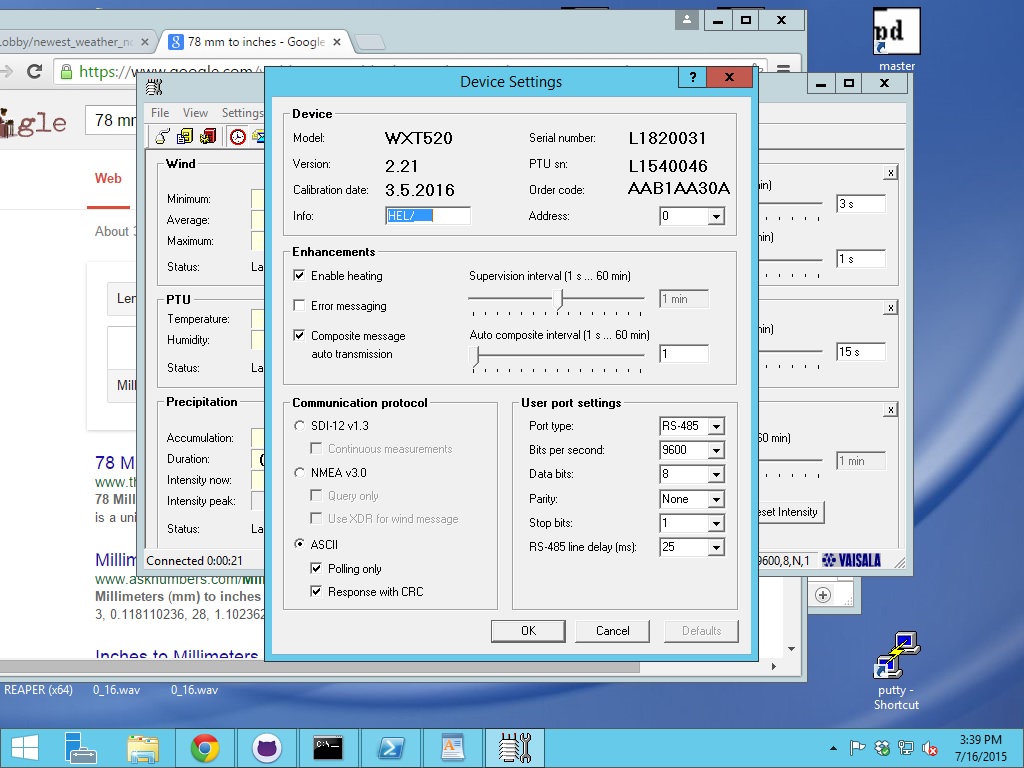 .obby/newest_weather_no
78 mm to inches - Google
https://www.google.com/
gle
78 mm
Web
About 3
master
Device Settings
File View Settings
Device
Model: WXT520 Serial number: L1820031
Version: 2.21 PTU sn: L1540046
Calibration date: 3.5.2016 Order code: AAB1AA30A
Info: HEL/___ Address: 0
Wind
Minimum:
Average:
Maximum:
Status: La
in)
3 s
in)
1 s
Enhancements
Enable heating Supervision interval (1 s ... 60 min)
Error messaging 1 min
Composite message
auto transmission
Auto composite interval (1 s ... 60 min)
1
PTU
Temperature:
Humidity:
Status: La
in)
15 s
Len
Mill
Precipitation
Accumulation:
Duration:
Intensity now:
Intensity peak:
Status: La
60 min)
1 min
eset Intensity
Communication protocol
SDI-12 v1.3
Continuous measurements
NMEA v3.0
Query only
Use XDR for wind message
ASCII
Polling only
Response with CRC
User port settings
Port type: RS-485
Bits per second: 9600
Data bits: 8
Parity: None
Stop bits: 1
RS-485 line delay (ms): 25
OK Cancel Defaults
Connected 0:00:21
9600,8,N,1 VAISALA
78 M
www.th
78 Mill
is a uni
Millim
www.asknumbers.com/Mill
Millimeters (mm) to inches
3, 0.118110236, 28, 1.102362
Inches to Millimeters
REAPER (x64) 0_16.wav 0_16.wav
putty -
Shortcut
3:39 PM
7/16/2015